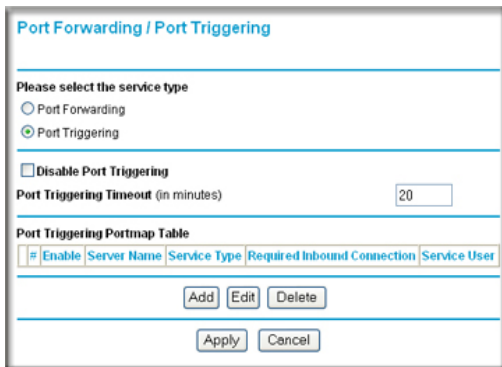 Port Forwarding / Port Triggering
Please select the service type
Port Forwarding
Port Triggering
Disable Port Triggering
Port Triggering Timeout (in minutes) 20
Port Triggering Portmap Table
# Enable Server Name Service Type Required Inbound Connection Service User
Add Edit Delete
Apply Cancel